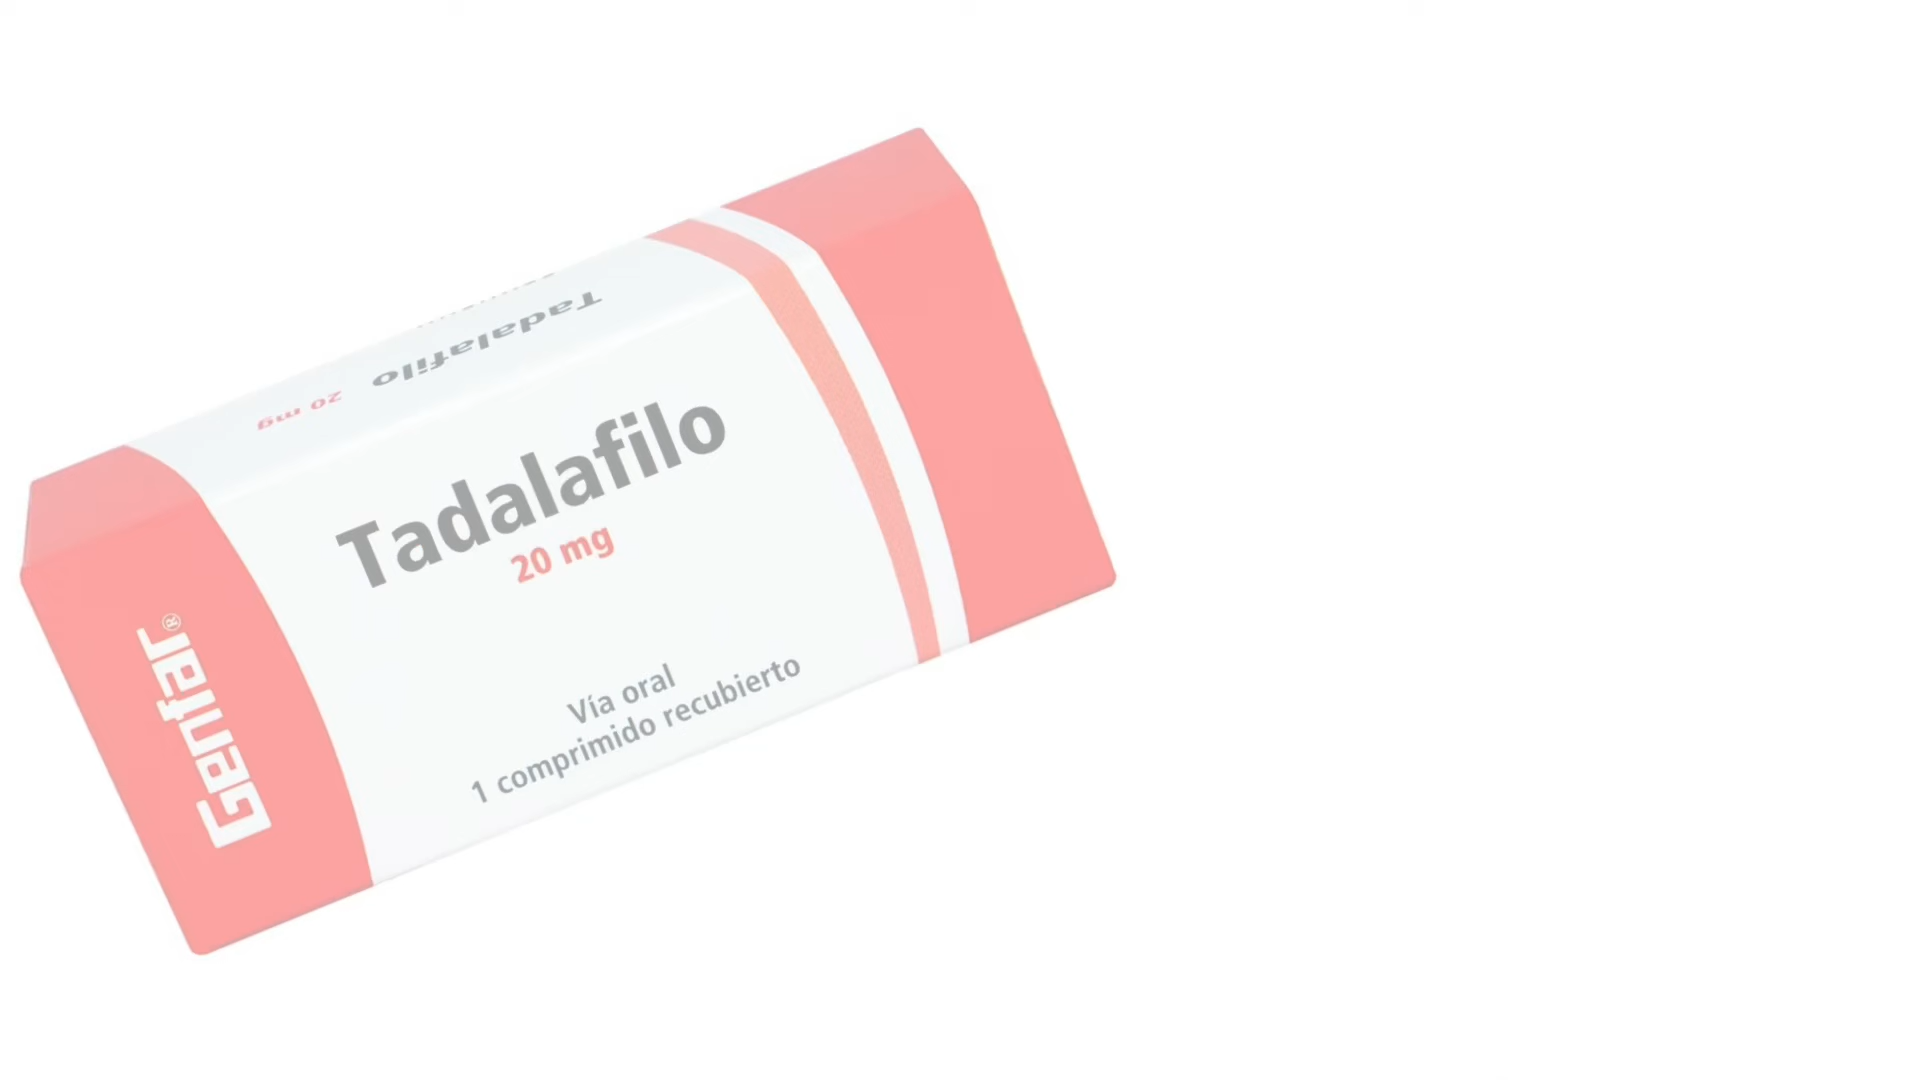 Tadalafilo
20 mg
Tadalafilo
20 mg
Vía oral
1 comprimido recubierto
Genfar®